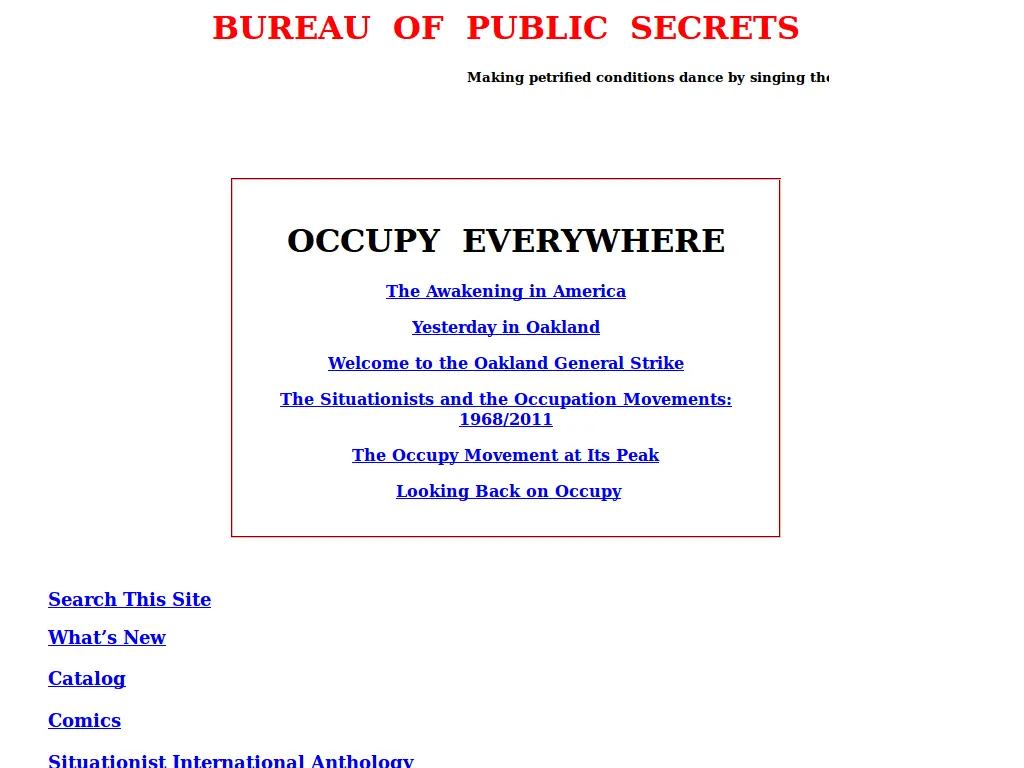 BUREAU OF PUBLIC SECRETS
Making petrified conditions dance by singing
OCCUPY EVERYWHERE
The Awakening in America
Yesterday in Oakland
Welcome to the Oakland General Strike
The Situationists and the Occupation Movements:
1968/2011
The Occupy Movement at Its Peak
Looking Back on Occupy
Search This Site
What’s New
Catalog
Comics
Situationist International Anthology